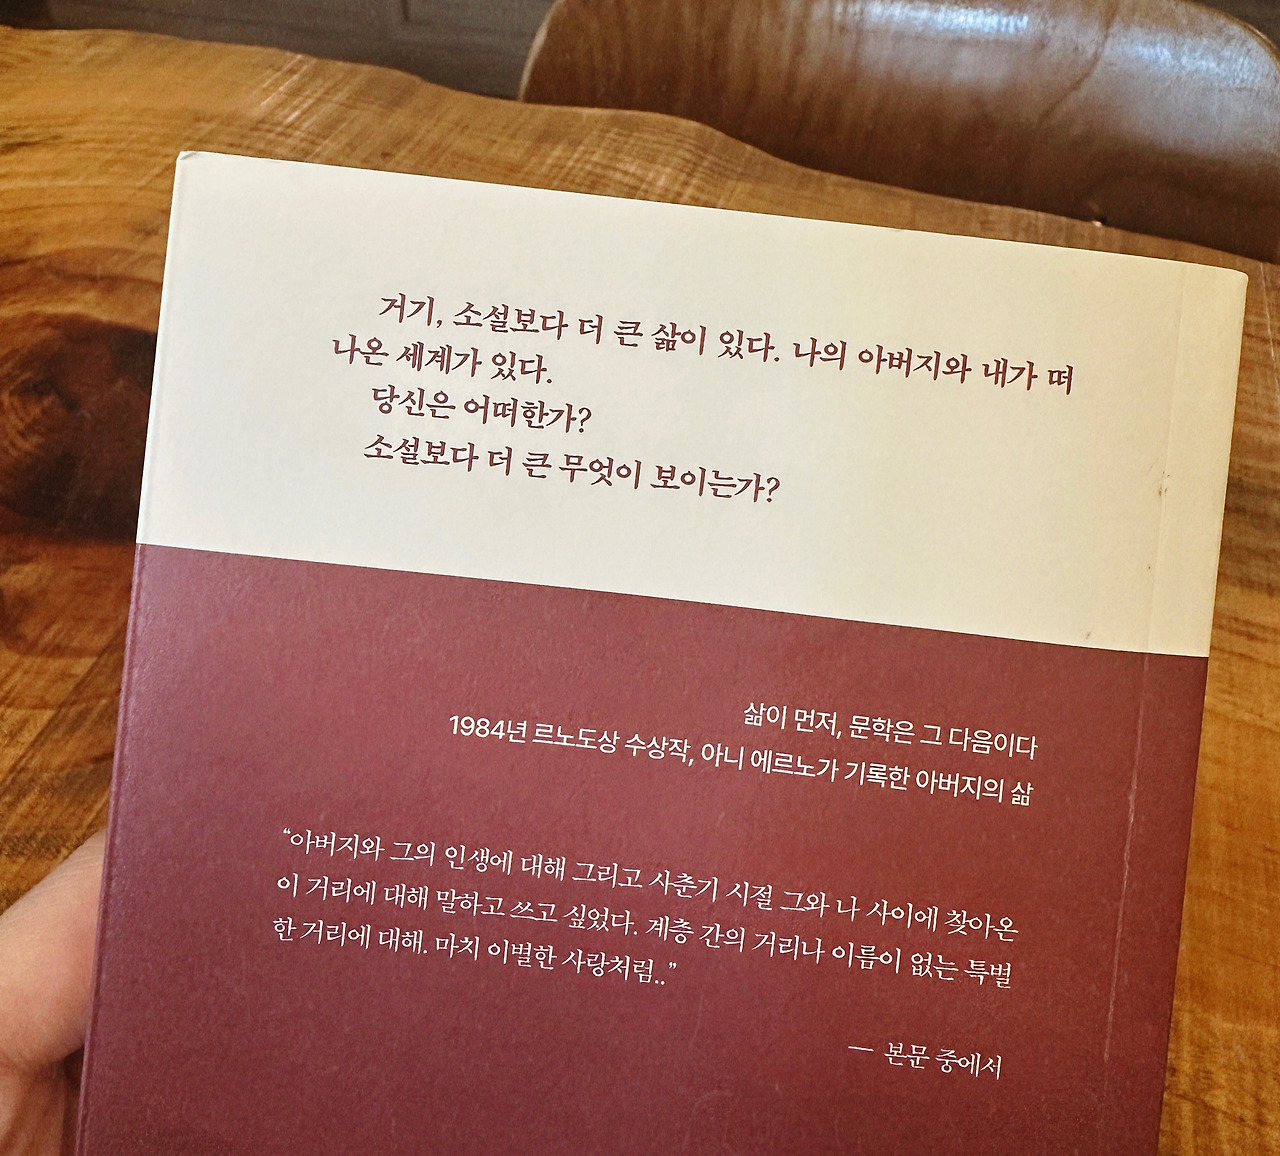 거기, 소설보다 더 큰 삶이 있다. 나의 아버지와 내가 떠
나온 세계가 있다.
당신은 어떠한가?
소설보다 더 큰 무엇이 보이는가?
삶이 먼저, 문학은 그 다음이다
1984년 르노도상 수상작, 아니 에르노가 기록한 아버지의 삶
“아버지와 그의 인생에 대해 그리고 사춘기 시절 그와 나 사이에 찾아온
이 거리에 대해 말하고 쓰고 싶었다. 계층 간의 거리나 이름이 없는 특별
한 거리에 대해. 마치 이별한 사랑처럼..”
— 본문 중에서